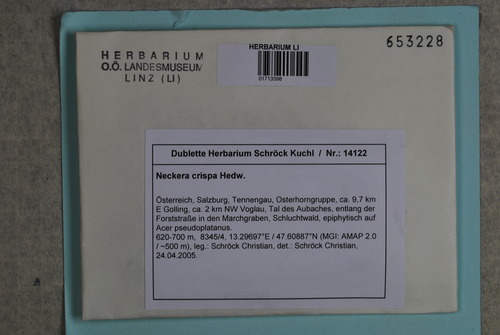 HERBARIUM
O.Ö. LANDESMUSEUM
LINZ (LI)
HERBARIUM LI
01713398
653228
Dublette Herbarium Schröck Kuchl / Nr.: 14122
Neckera crispa Hedw.
Österreich, Salzburg, Tennengau, Osterhorngruppe, ca. 9,7 km
E Golling, ca. 2 km NW Voglau, Tal des Aubaches, entlang der
Forststraße in den Marchgraben, Schluchtwald, epiphytisch auf
Acer pseudoplatanus.
620-700 m, 8345/4, 13.29697°E / 47.60887°N (MGI: AMAP 2.0
/ ~500 m), leg.: Schröck Christian, det.: Schröck Christian,
24.04.2005.